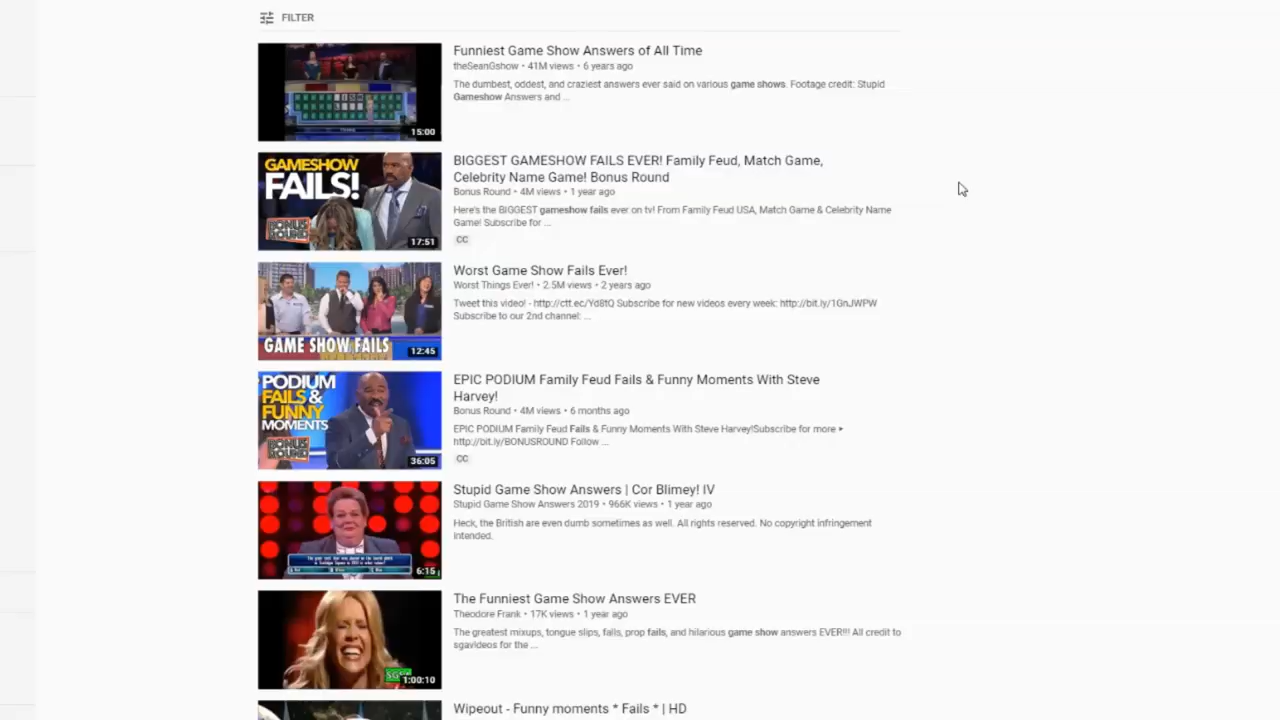 FILTER
Funniest Game Show Answers of All Time
theSeanGshow • 41M views • 6 years ago
The dumbest, oddest, and craziest answers ever said on various game shows. Footage credit: Stupid
Gameshow Answers and ...
15:00
GAMESHOW
FAILS!
BONUS
ROUND
17:51
BIGGEST GAMESHOW FAILS EVER! Family Feud, Match Game,
Celebrity Name Game! Bonus Round
Bonus Round • 4M views • 1 year ago
Here's the BIGGEST gameshow fails ever on tv! From Family Feud USA, Match Game & Celebrity Name
Game! Subscribe for ...
CC
GAME SHOW FAILS
12:45
Worst Game Show Fails Ever!
Worst Things Ever! • 2.5M views • 2 years ago
Tweet this video! - http://ctt.ec/Yd8tQ Subscribe for new videos every week: http://bit.ly/1GnJWPW
Subscribe to our 2nd channel: ...
PODIUM
FAILS &
FUNNY
MOMENTS
BONUS
ROUND
36:05
EPIC PODIUM Family Feud Fails & Funny Moments With Steve
Harvey!
Bonus Round • 4M views • 6 months ago
EPIC PODIUM Family Feud Fails & Funny Moments With Steve Harvey!Subscribe for more ▸
http://bit.ly/BONUSROUND Follow ...
CC
6:15
Stupid Game Show Answers | Cor Blimey! IV
Stupid Game Show Answers 2019 • 966K views • 1 year ago
Heck, the British are even dumb sometimes as well. All rights reserved. No copyright infringement
intended.
1:00:10
The Funniest Game Show Answers EVER
Theodore Frank • 17K views • 1 year ago
The greatest mixups, tongue slips, falls, prop fails, and hilarious game show answers EVER!!! All credit to
sgavideos for the ...
Wipeout - Funny moments * Fails * | HD